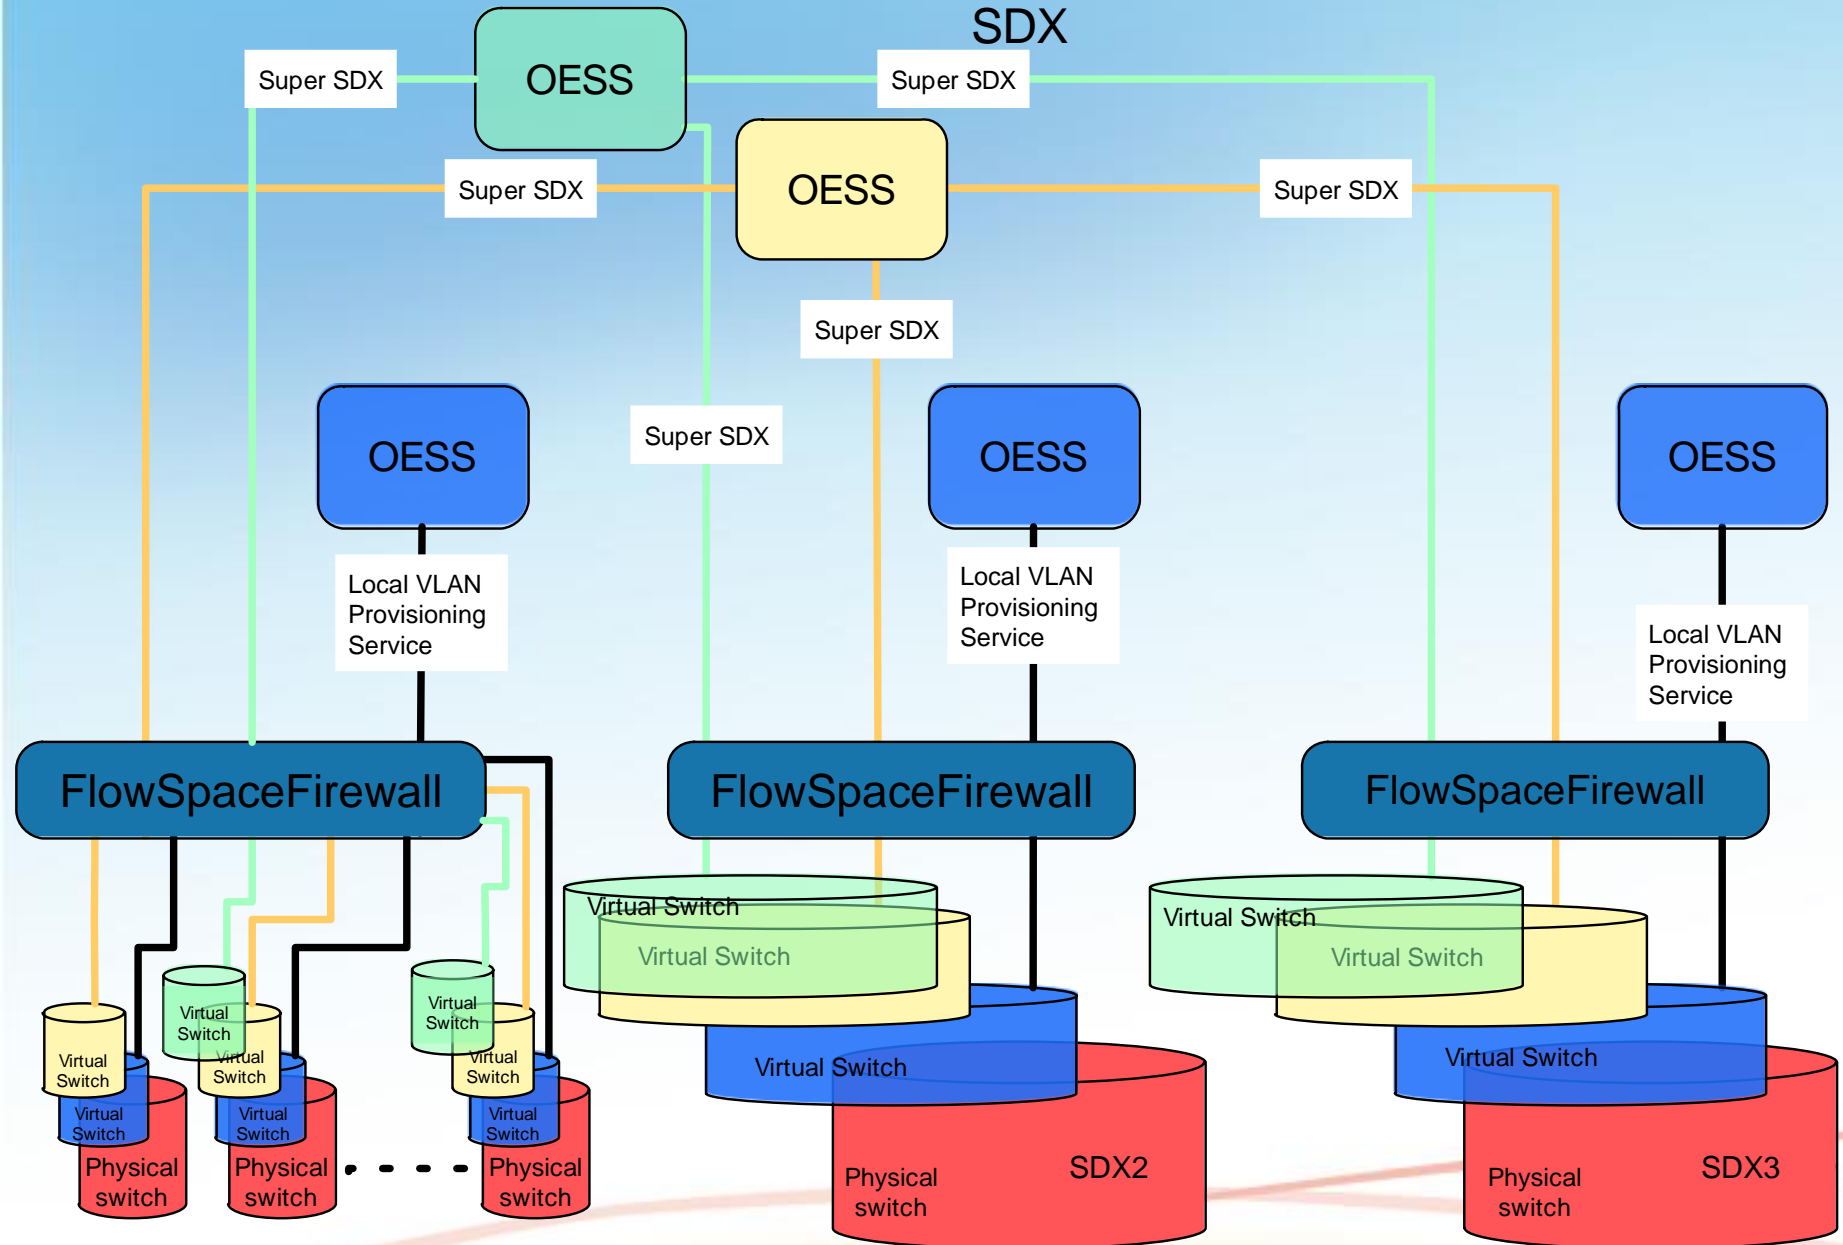 SDX
Super SDX
OESS
Super SDX
Super SDX
OESS
Super SDX
Super SDX
Super SDX
OESS
OESS
OESS
Local VLAN
Provisioning
Service
Local VLAN
Provisioning
Service
Local VLAN
Provisioning
Service
FlowSpaceFirewall
FlowSpaceFirewall
FlowSpaceFirewall
Virtual Switch
Virtual Switch
Virtual Switch
Virtual Switch
Virtual Switch
Virtual Switch
Virtual
Switch
Virtual
Switch
Virtual
Switch
Virtual
Switch
Virtual
Switch
Virtual
Switch
Virtual
Switch
Virtual
Switch
Physical
switch
Physical
switch
Physical
switch
Physical
switch
SDX2
Physical
switch
SDX3